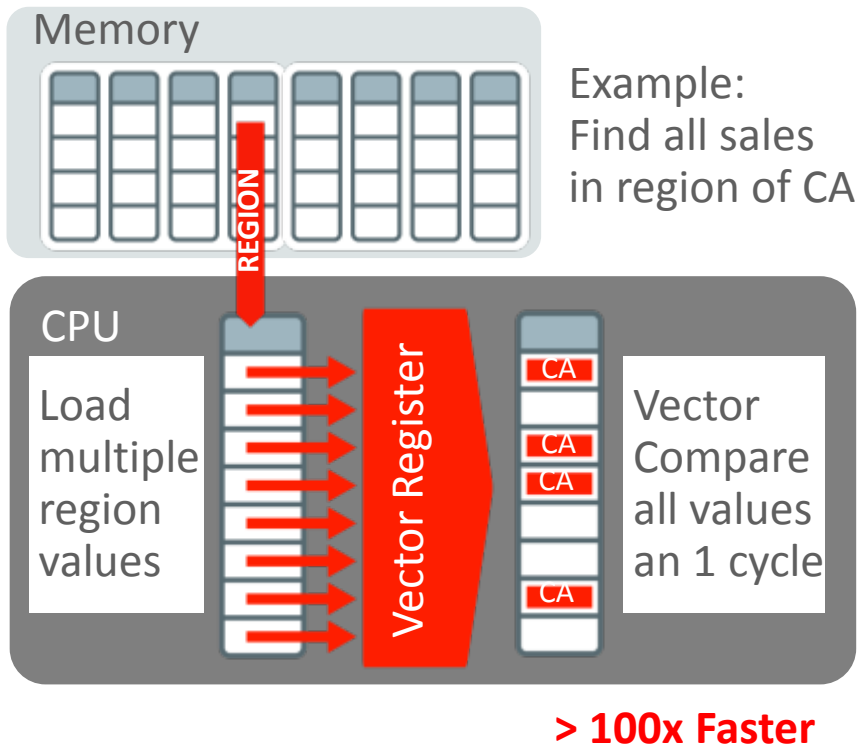 Memory
Example:
Find all sales
in region of CA
REGION
CPU
Load
multiple
region
values
Vector Register
CA
CA
CA
CA
Vector
Compare
all values
an 1 cycle
> 100x Faster